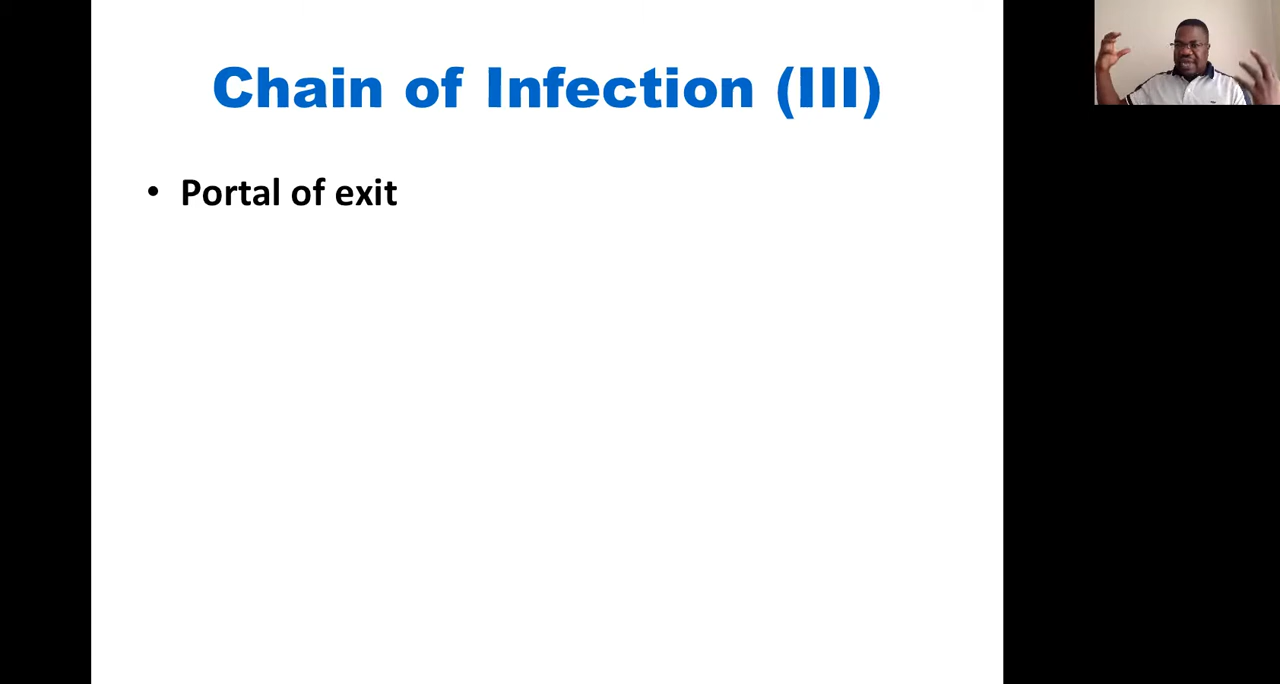 Chain of Infection (III)
• Portal of exit